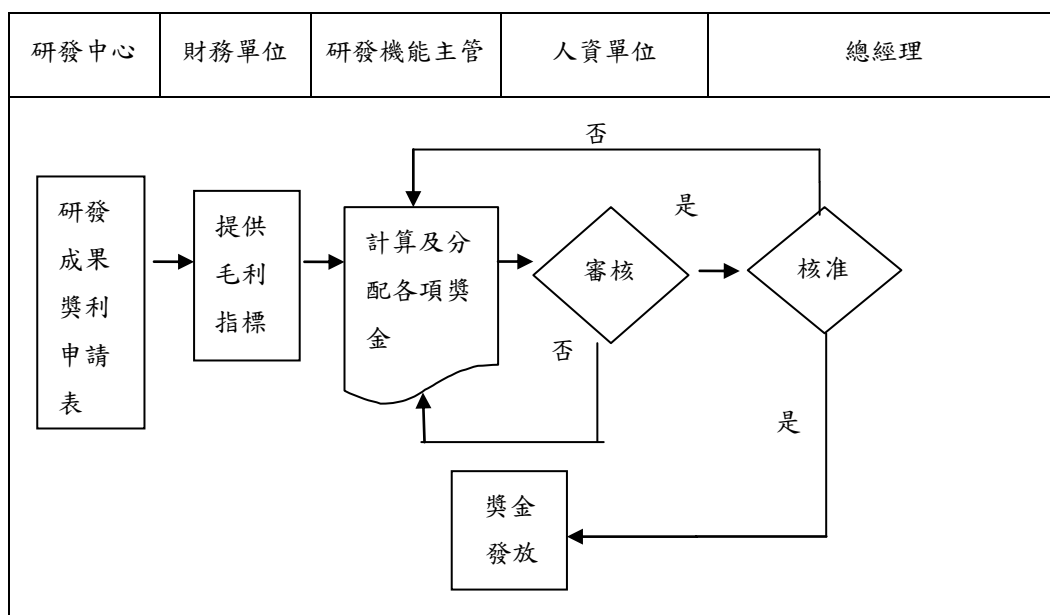 研發中心
財務單位
研發機能主管
人資單位
總經理
否
研發
成果
獎利
申請
表
提供
毛利
指標
計算及分
配各項獎
金
審核
是
核准
否
是
獎金
發放